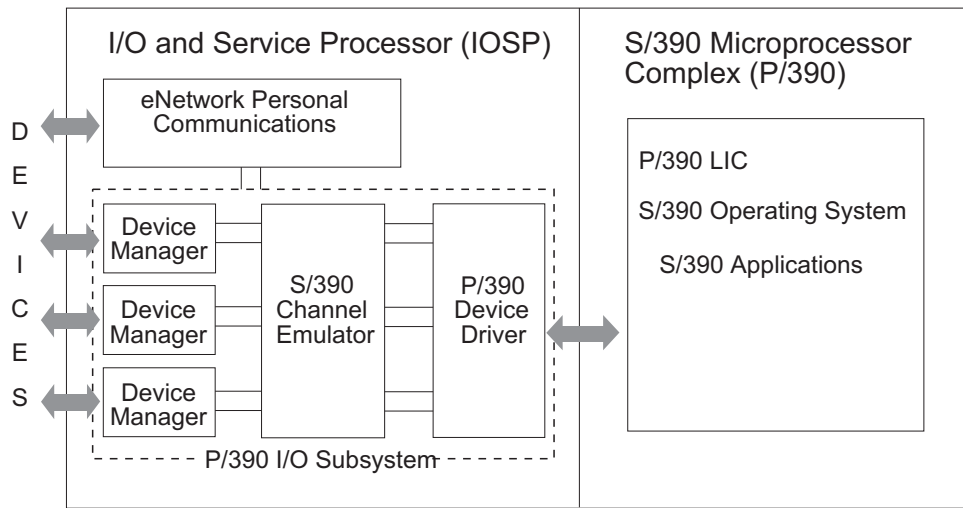 I/O and Service Processor (IOSP)
S/390 Microprocessor
Complex (P/390)
eNetwork Personal
Communications
D
E
V
I
C
E
S
Device
Manager
Device
Manager
Device
Manager
S/390
Channel
Emulator
P/390
Device
Driver
P/390 I/O Subsystem
P/390 LIC
S/390 Operating System
S/390 Applications